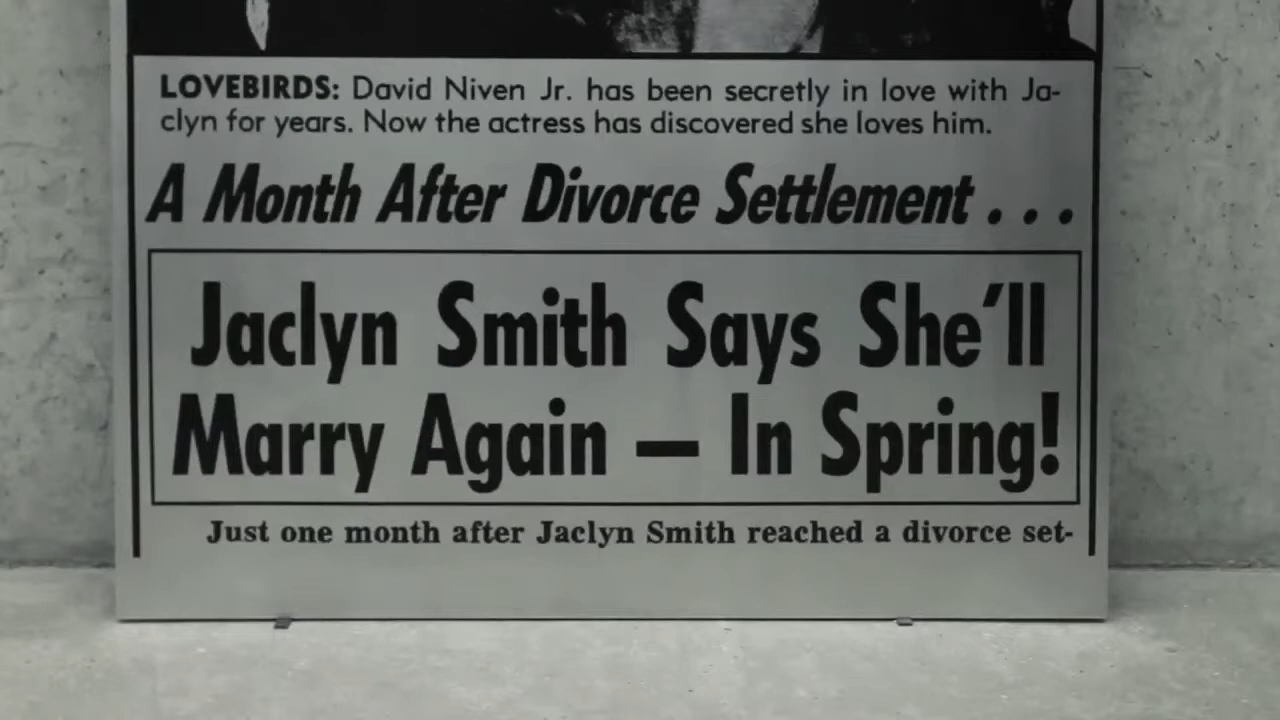 LOVEBIRDS: David Niven Jr. has been secretly in love with Ja-
clyn for years. Now the actress has discovered she loves him.
A Month After Divorce Settlement . . .
Jaclyn Smith Says She'll
Marry Again — In Spring!
Just one month after Jaclyn Smith reached a divorce set-